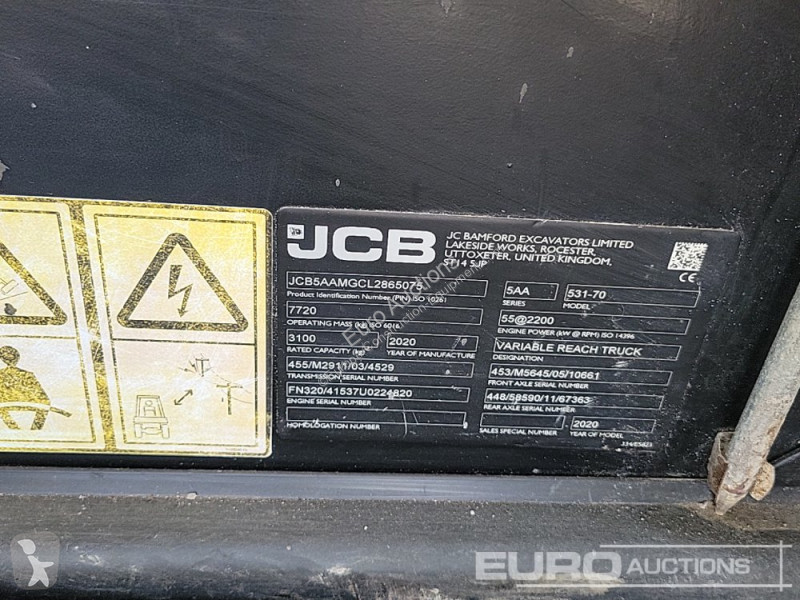 JCB
JC BAMFORD EXCAVATORS LIMITED
LAKESIDE WORKS, ROCESTER
UTTOXETER, UNITED KINGDOM.
ST14 5JP
CE
JCB5AAMGCL2865075
Product Identification Number (PIN) ISO 10261
5AA
SERIES
531-70
MODEL
7720
OPERATING MASS (kg) ISO 6016
55@2200
ENGINE POWER (kW @ RPM) ISO 14396
3100
RATED CAPACITY (kg)
2020
YEAR OF MANUFACTURE
VARIABLE REACH TRUCK
DESIGNATION
455/M2911/03/4529
TRANSMISSION SERIAL NUMBER
453/M5645/05/10661
FRONT AXLE SERIAL NUMBER
FN320/41537U0224820
ENGINE SERIAL NUMBER
448/58590/11/67363
REAR AXLE SERIAL NUMBER
HOMOLOGATION NUMBER
SALES SPECIAL NUMBER
2020
YEAR OF MODEL
Euro Auctions
EURO AUCTIONS